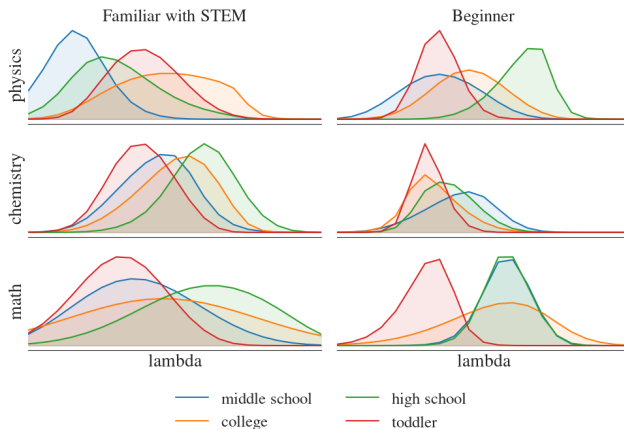 Familiar with STEM
Beginner
physics
chemistry
math
lambda
lambda
middle school
high school
college
toddler